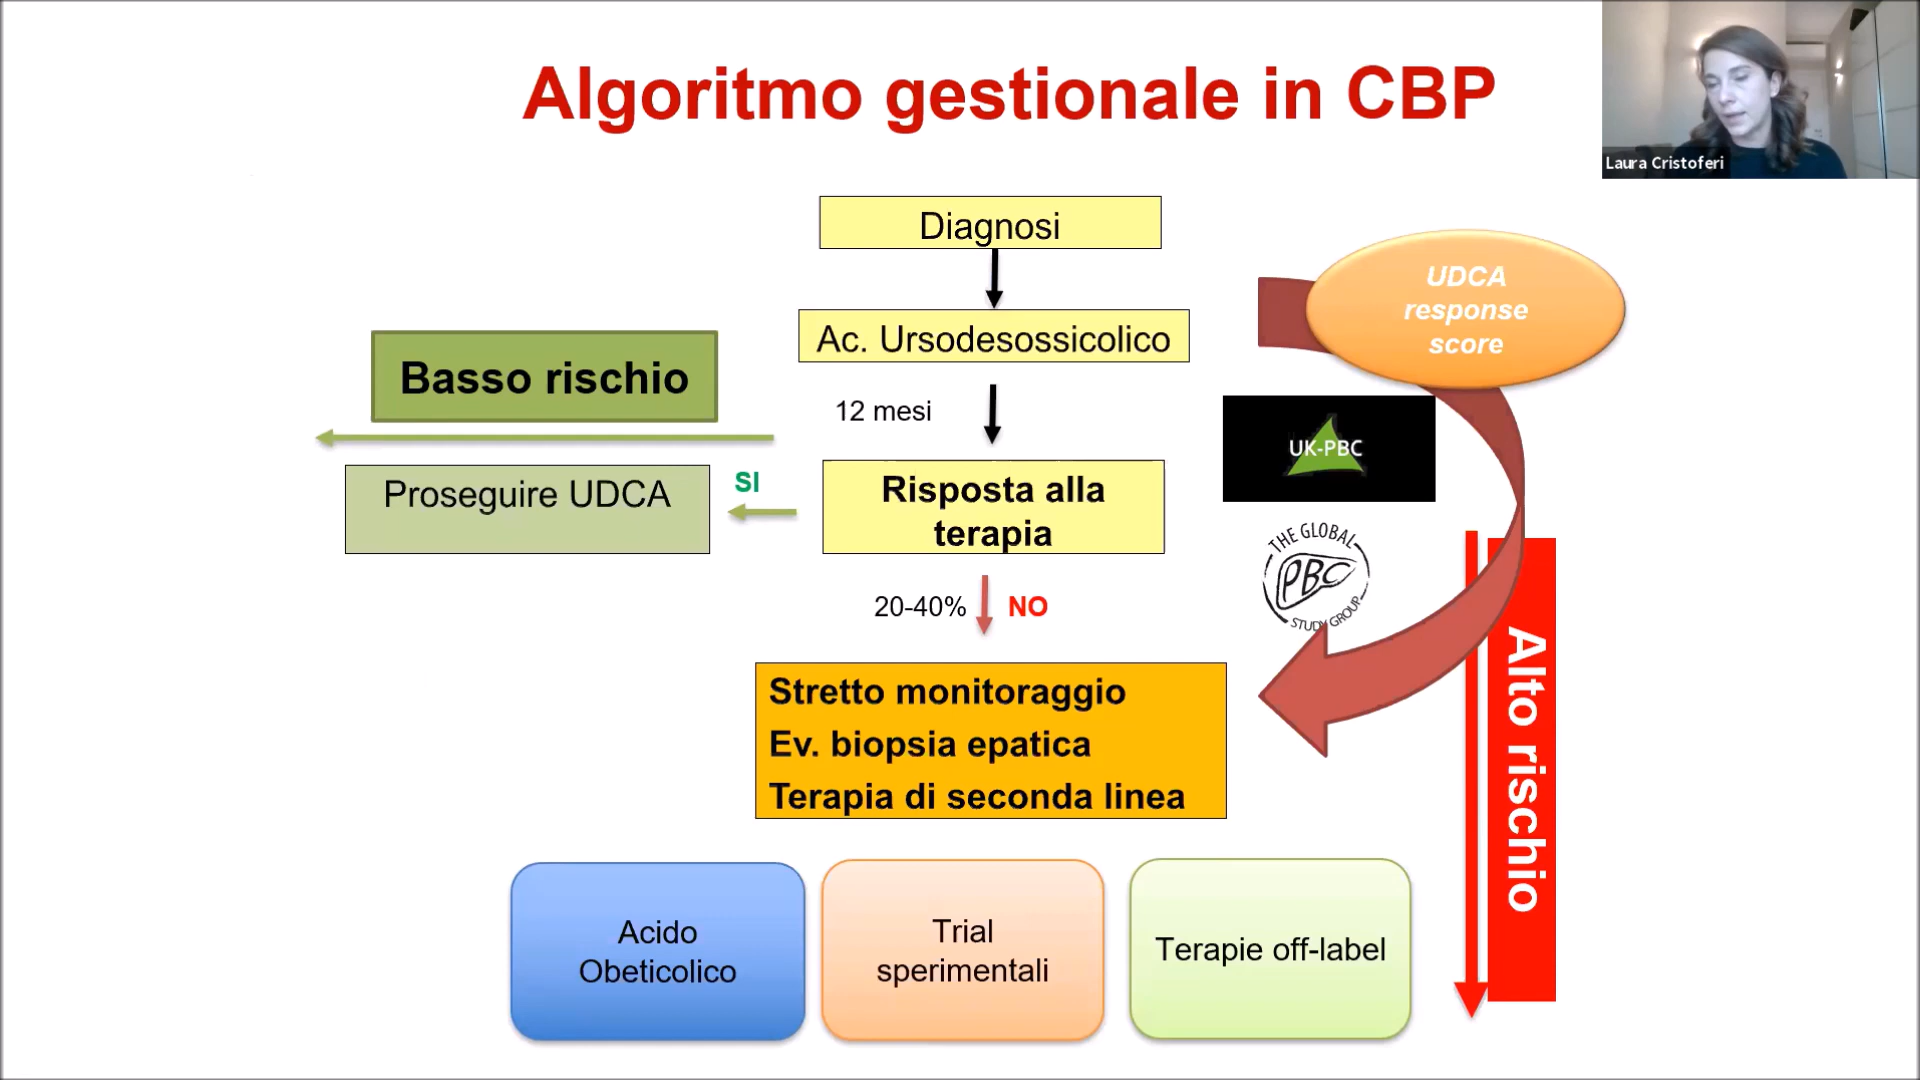 Algoritmo gestionale in CBP
Laura Cristoferi
Diagnosi
UDCA
response
score
Ac. Ursodesossicolico
Basso rischio
12 mesi
UK-PBC
Proseguire UDCA
SI
Risposta alla
terapia
THE GLOBAL
PBC
STUDY GROUP
20-40%
NO
Stretto monitoraggio
Ev. biopsia epatica
Terapia di seconda linea
Alto rischio
Acido
Obeticolico
Trial
sperimentali
Terapie off-label